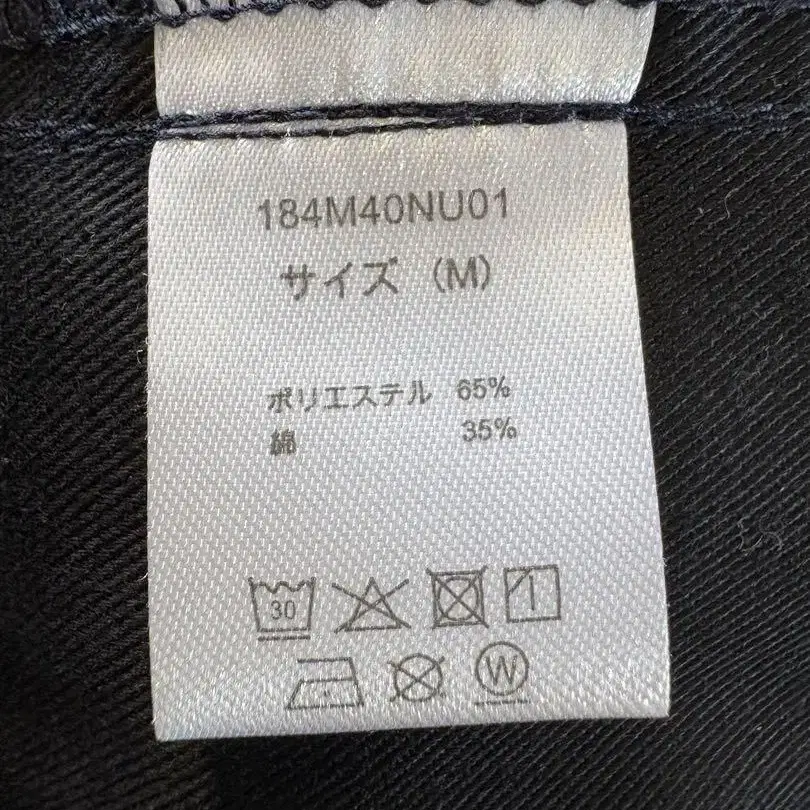 184M40NU01
サイズ (M)
ポリエステル 65%
綿 35%
30
W